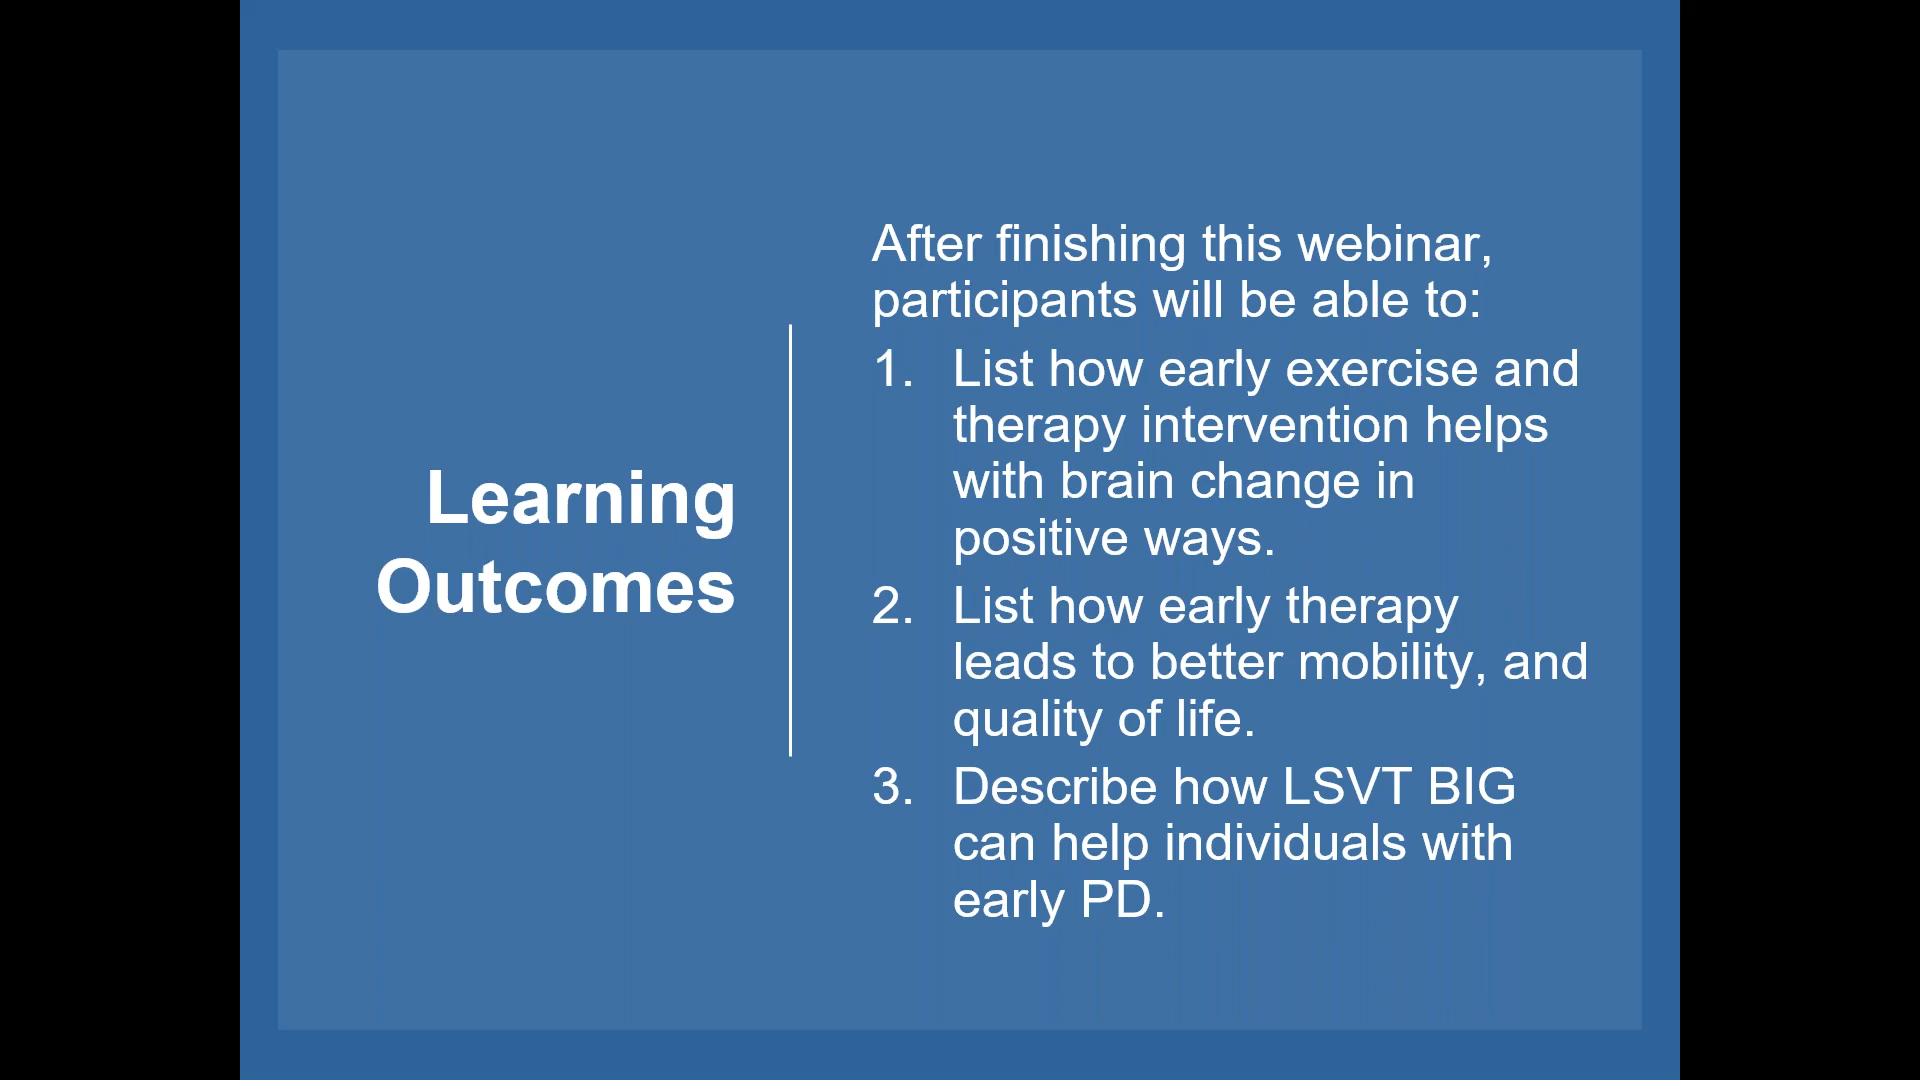 Learning
Outcomes
After finishing this webinar,
participants will be able to:
1. List how early exercise and
therapy intervention helps
with brain change in
positive ways.
2. List how early therapy
leads to better mobility, and
quality of life.
3. Describe how LSVT BIG
can help individuals with
early PD.